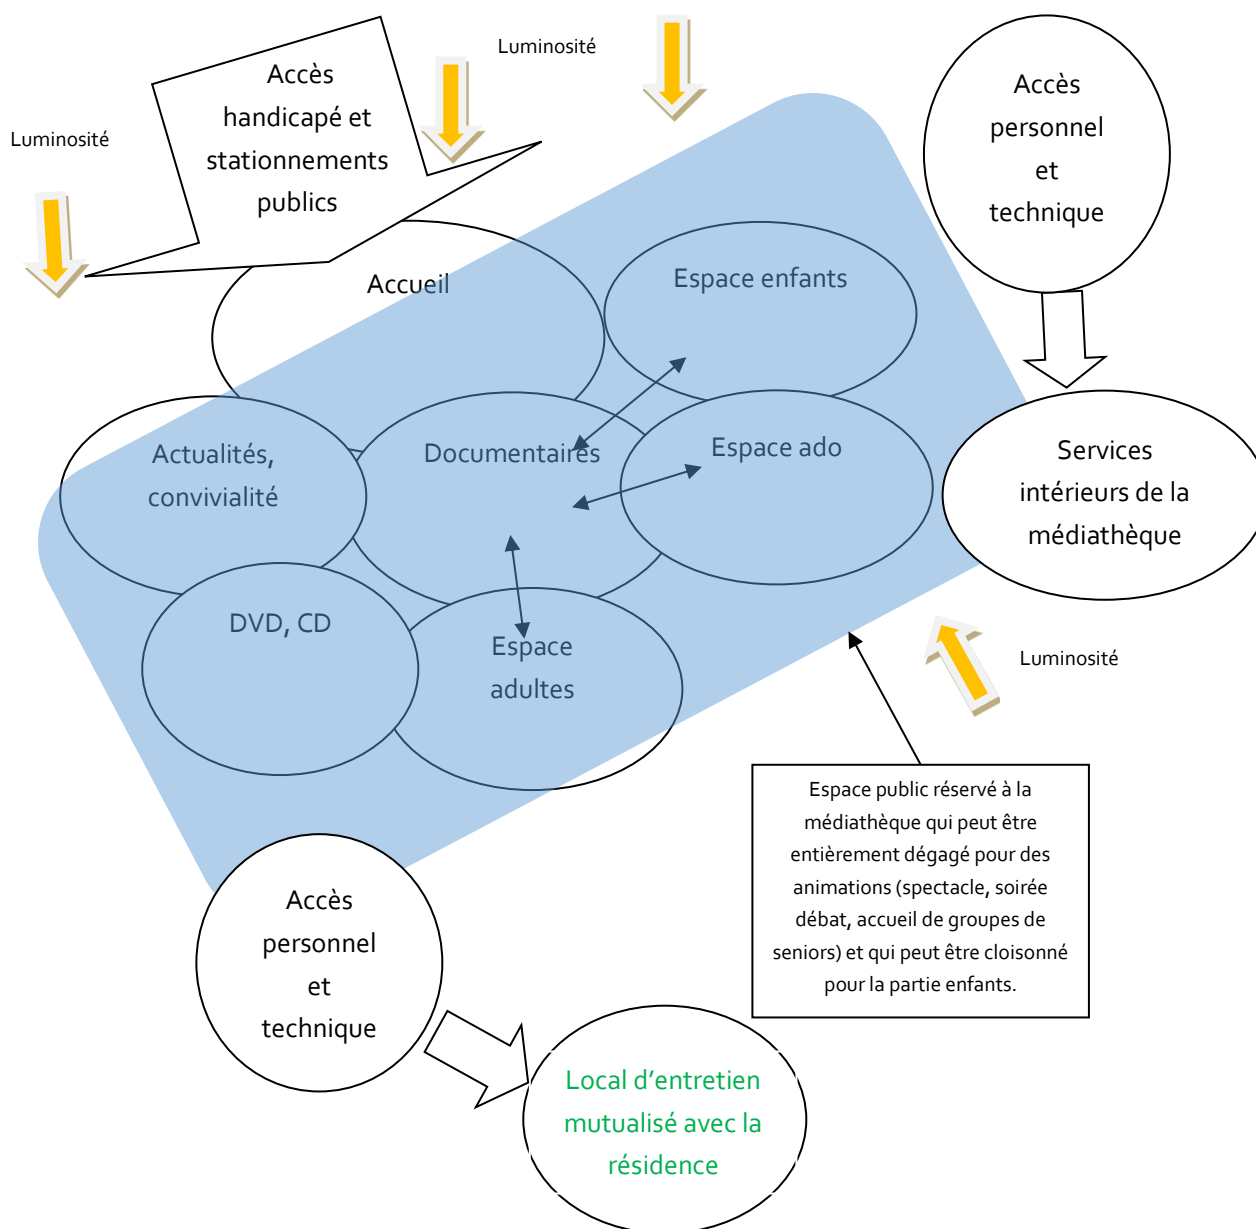 Luminosité
Accès
handicapé et
stationnements
publics
Luminosité
Accès
personnel
et
technique
Accueil
Espace enfants
Actualités,
convivialité
Documentaires
Espace ado
Services
intérieurs de la
médiathèque
DVD, CD
Espace
adultes
Luminosité
Espace public réservé à la
médiathèque qui peut être
entièrement dégagé pour des
animations (spectacle, soirée
débat, accueil de groupes de
seniors) et qui peut être cloisonné
pour la partie enfants.
Accès
personnel
et
technique
Local d’entretien
mutualisé avec la
résidence